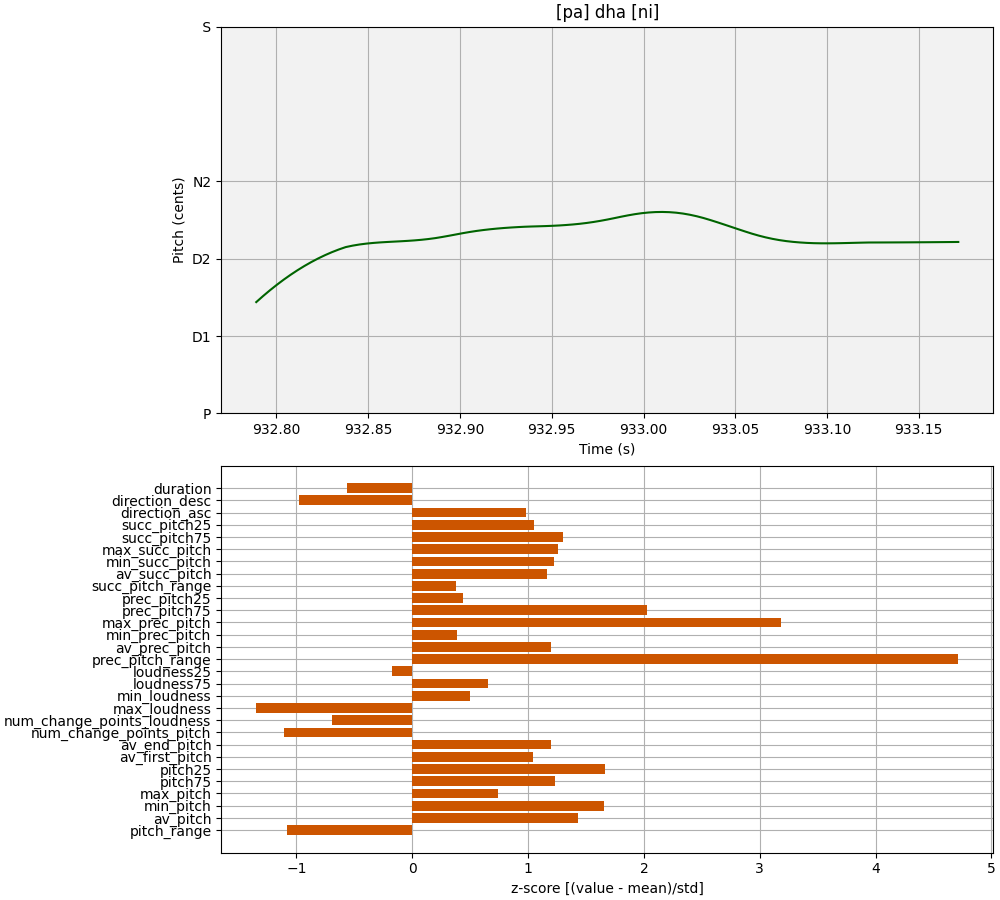 [pa] dha [ni]
S
N2
D2
D1
P
Pitch (cents)
932.80 932.85 932.90 932.95 933.00 933.05 933.10 933.15
Time (s)
duration
direction_desc
direction_asc
succ_pitch25
succ_pitch75
max_succ_pitch
min_succ_pitch
av_succ_pitch
succ_pitch_range
prec_pitch25
prec_pitch75
max_prec_pitch
min_prec_pitch
av_prec_pitch
prec_pitch_range
loudness25
loudness75
min_loudness
max_loudness
num_change_points_loudness
num_change_points_pitch
av_end_pitch
av_first_pitch
pitch25
pitch75
max_pitch
min_pitch
av_pitch
pitch_range
−1 0 1 2 3 4 5
z-score [(value - mean)/std]